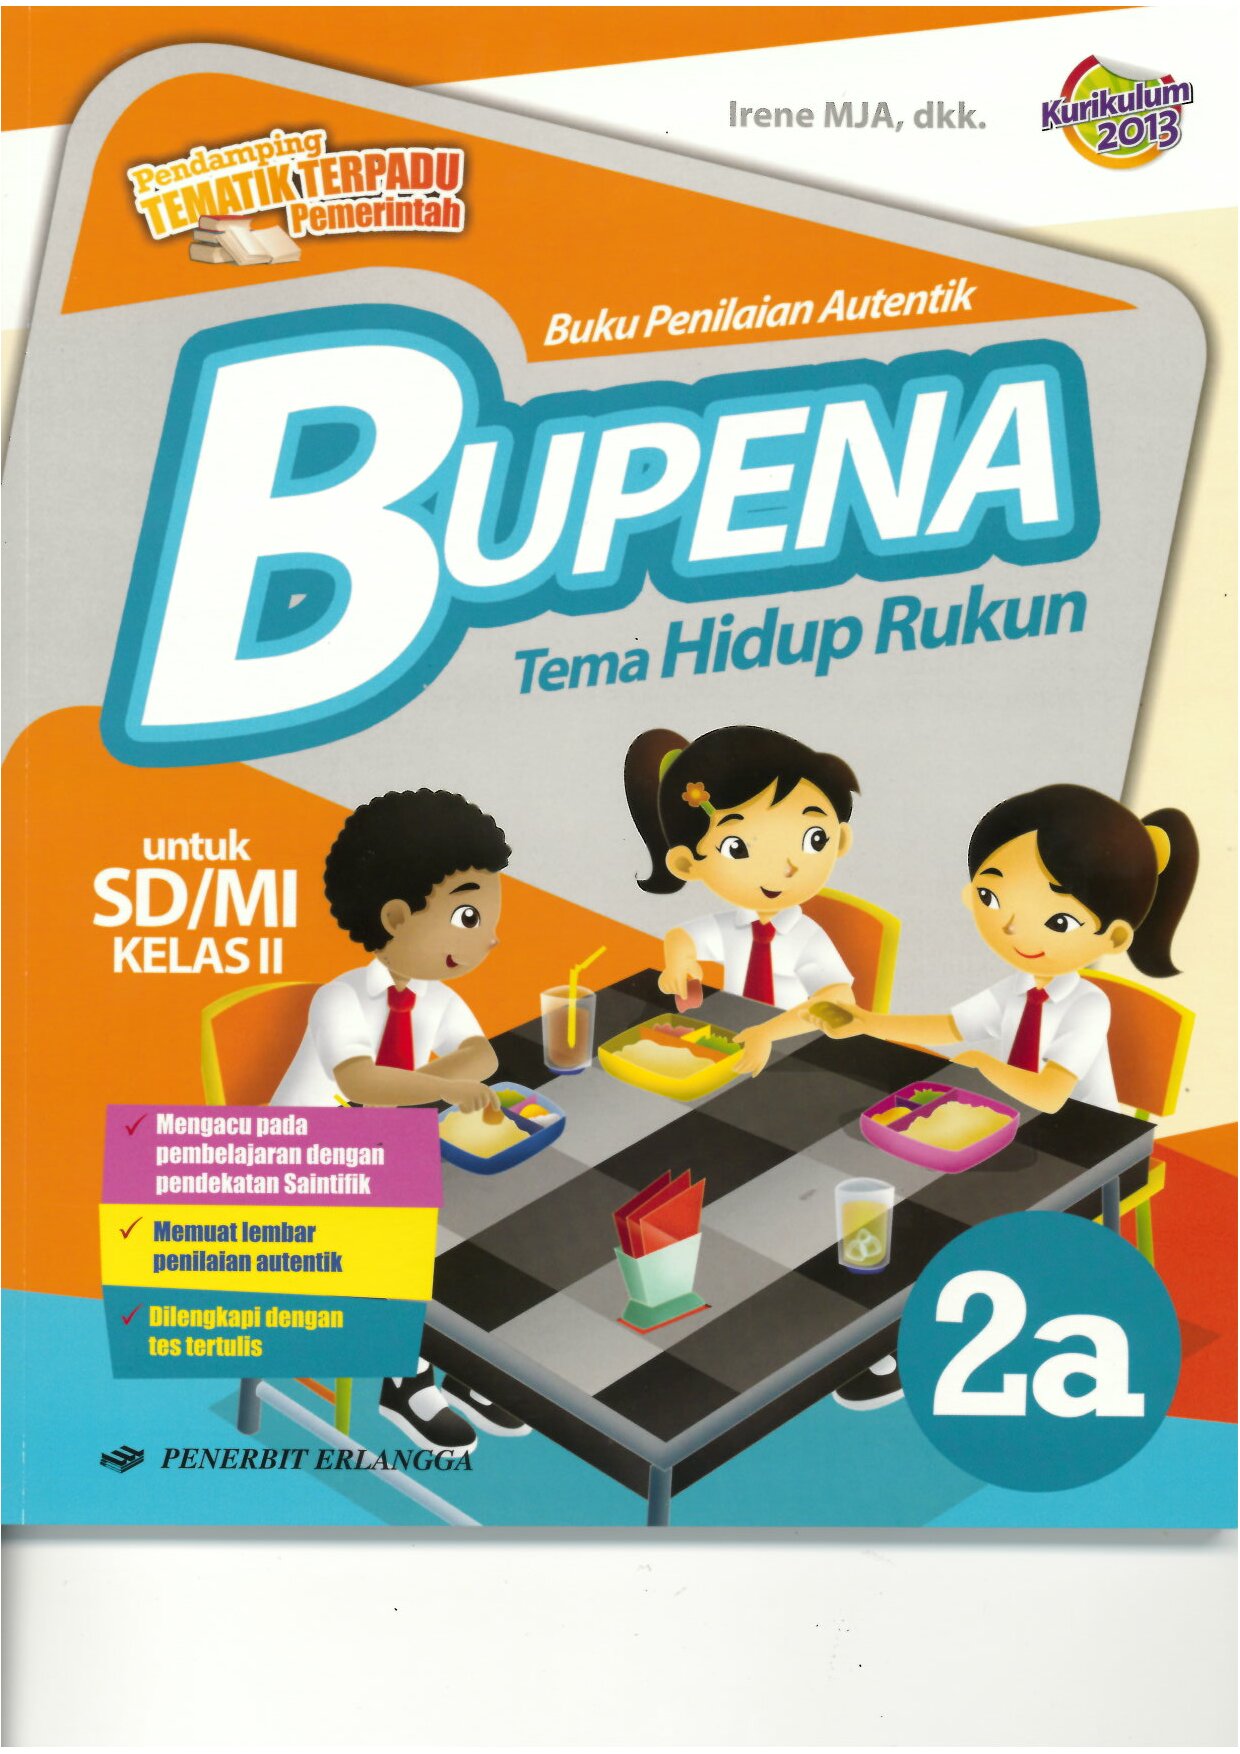 Irene MJA, dkk.
Kurikulum
2013
Pendamping
TEMATIK TERPADU
Pemerintah
Buku Penilaian Autentik
BUPENA
Tema Hidup Rukun
untuk
SD/MI
KELAS II
Mengacu pada
pembelajaran dengan
pendekatan Saintifik
Memuat lembar
penilaian autentik
Dilengkapi dengan
tes tertulis
2a
PENERBIT ERLANGGA